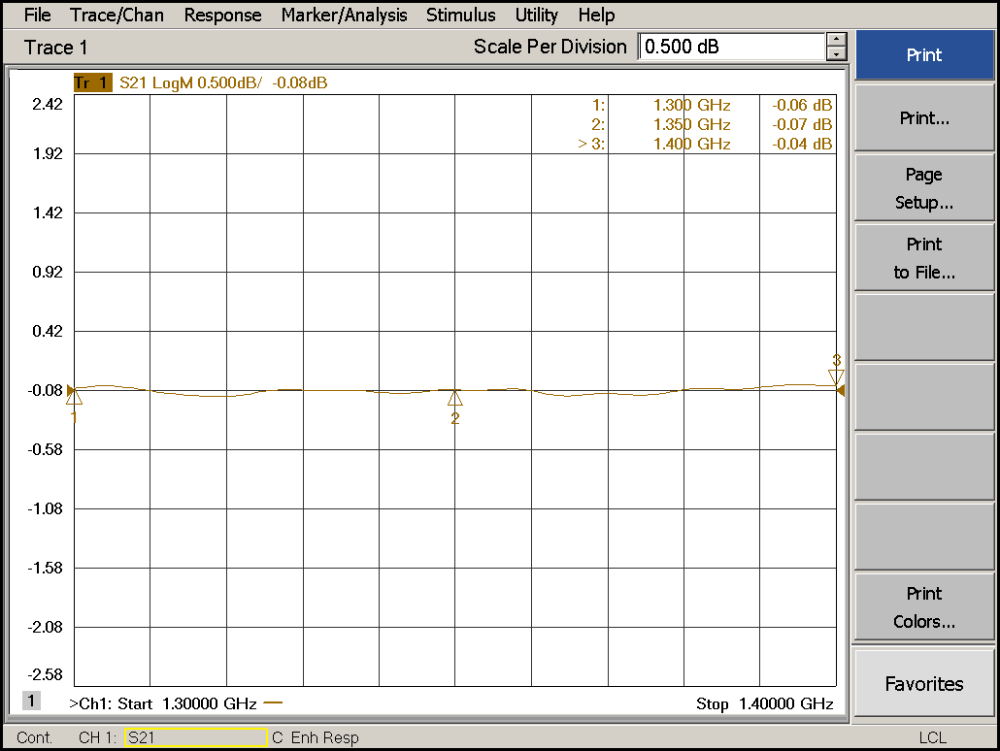 File Trace/Chan Response Marker/Analysis Stimulus Utility Help
Trace 1 Scale Per Division 0.500 dB
Print
Print...
Page
Setup...
Print
to File...
Print
Colors...
Favorites
Tr 1 S21 LogM 0.500dB/ -0.08dB
1: 1.300 GHz -0.06 dB
2: 1.350 GHz -0.07 dB
> 3: 1.400 GHz -0.04 dB
2.42
1.92
1.42
0.92
0.42
-0.08
-0.58
-1.08
-1.58
-2.08
-2.58
1
2
3
1 >Ch1: Start 1.30000 GHz Stop 1.40000 GHz
Cont. CH 1: S21 C Enh Resp LCL